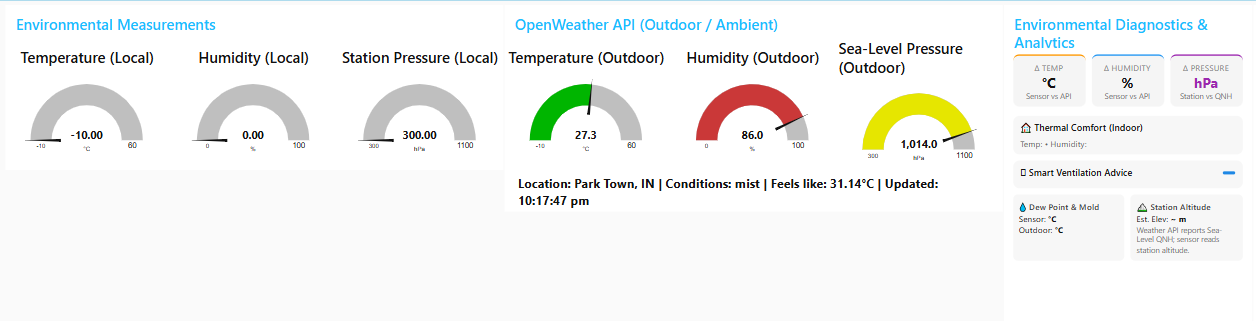 Environmental Measurements
Temperature (Local)
-10.00
-10
°C
60
Humidity (Local)
0.00
0
%
100
Station Pressure (Local)
300.00
300
hPa
1100
OpenWeather API (Outdoor / Ambient)
Temperature (Outdoor)
27.3
-10
°C
60
Humidity (Outdoor)
86.0
0
%
100
Sea-Level Pressure
(Outdoor)
1,014.0
300
hPa
1100
Location: Park Town, IN | Conditions: mist | Feels like: 31.14°C | Updated:
10:17:47 pm
Environmental Diagnostics &
Analytics
Δ TEMP
°C
Sensor vs API
Δ HUMIDITY
%
Sensor vs API
Δ PRESSURE
hPa
Station vs QNH
Thermal Comfort (Indoor)
Temp: • Humidity:
Smart Ventilation Advice
Dew Point & Mold
Sensor: °C
Outdoor: °C
Station Altitude
Est. Elev: ~ m
Weather API reports Sea-
Level QNH; sensor reads
station altitude.